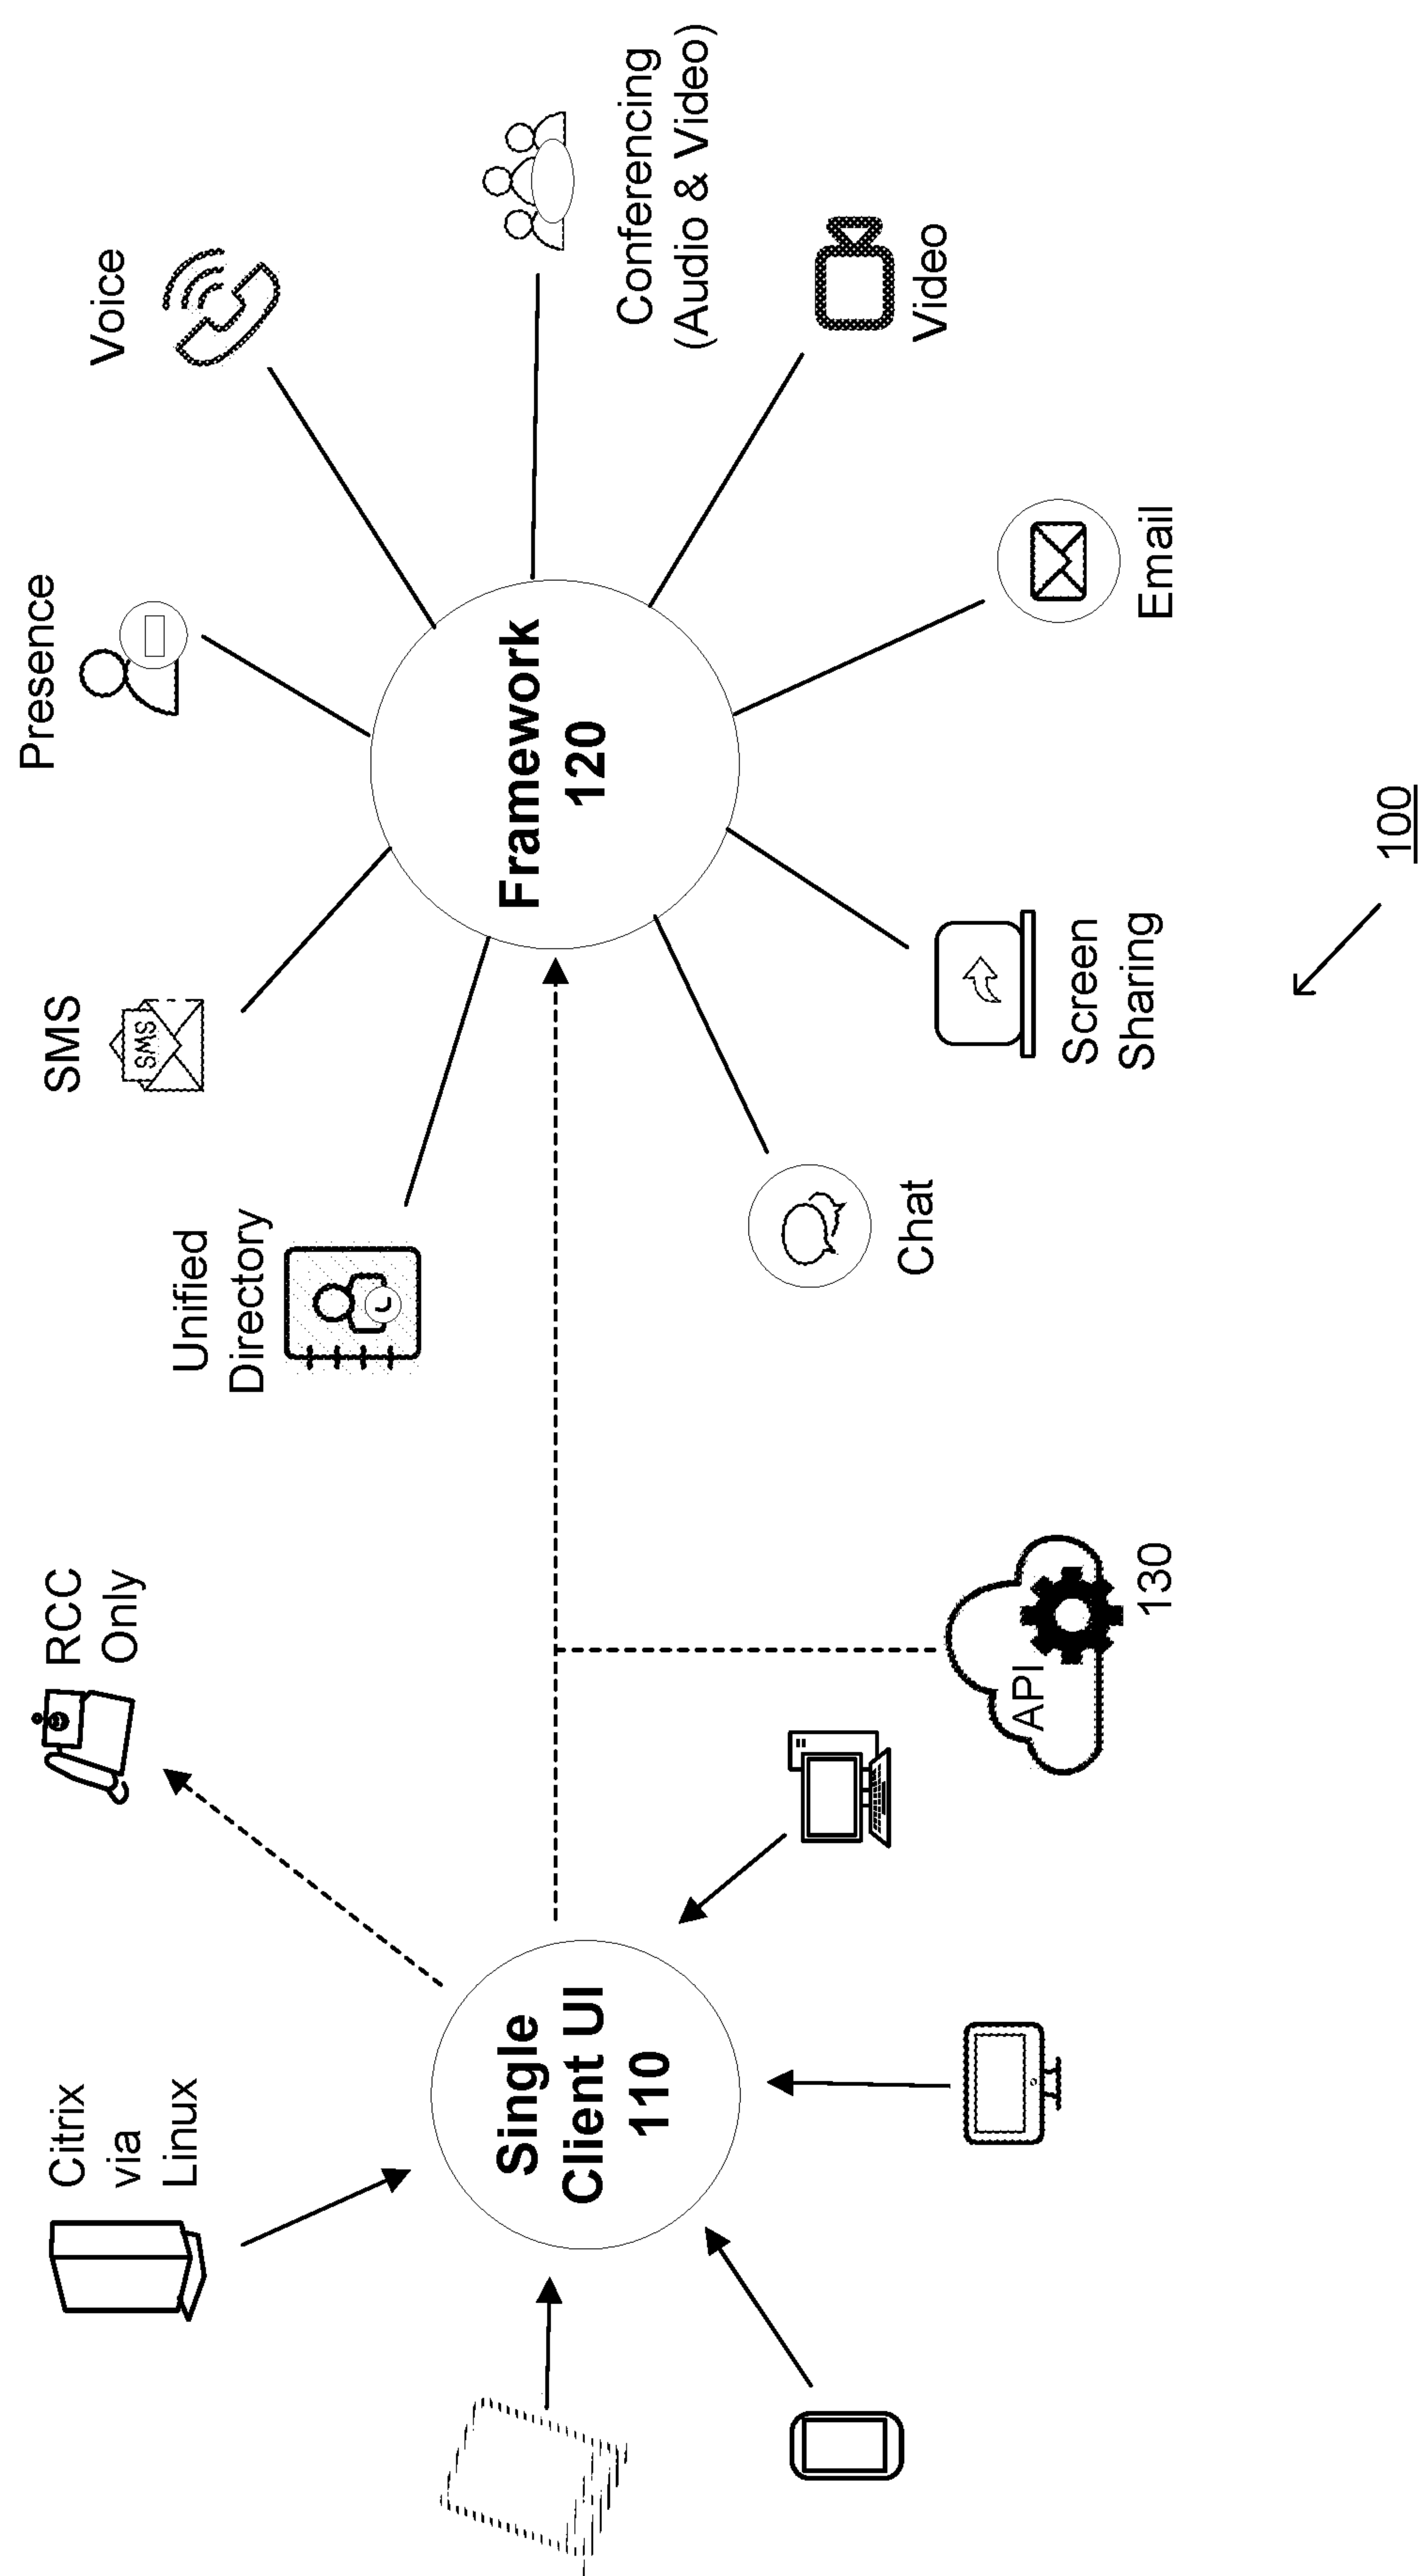 Citrix
via
Linux
RCC
Only
Single
Client UI
110
API
130
Unified
Directory
SMS
SMS
Presence
Voice
Framework
120
Conferencing
(Audio & Video)
Video
Email
Screen
Sharing
Chat
100